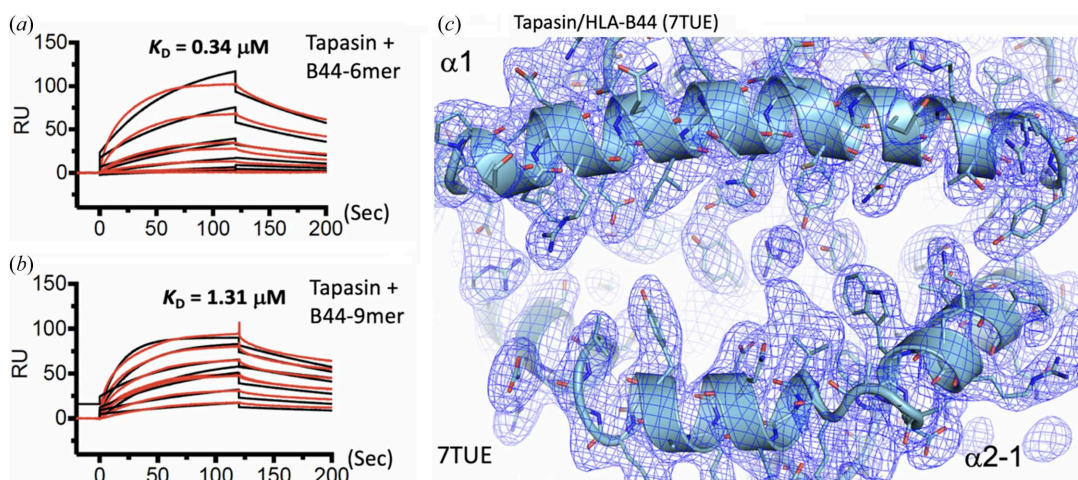 (a)
150
100
50
0
RU
K_D = 0.34 μM
Tapasin +
B44-6mer
0 50 100 150 200
(Sec)
(b)
150
100
50
0
RU
K_D = 1.31 μM
Tapasin +
B44-9mer
0 50 100 150 200
(Sec)
(c) Tapasin/HLA-B44 (7TUE)
α1
7TUE
α2-1